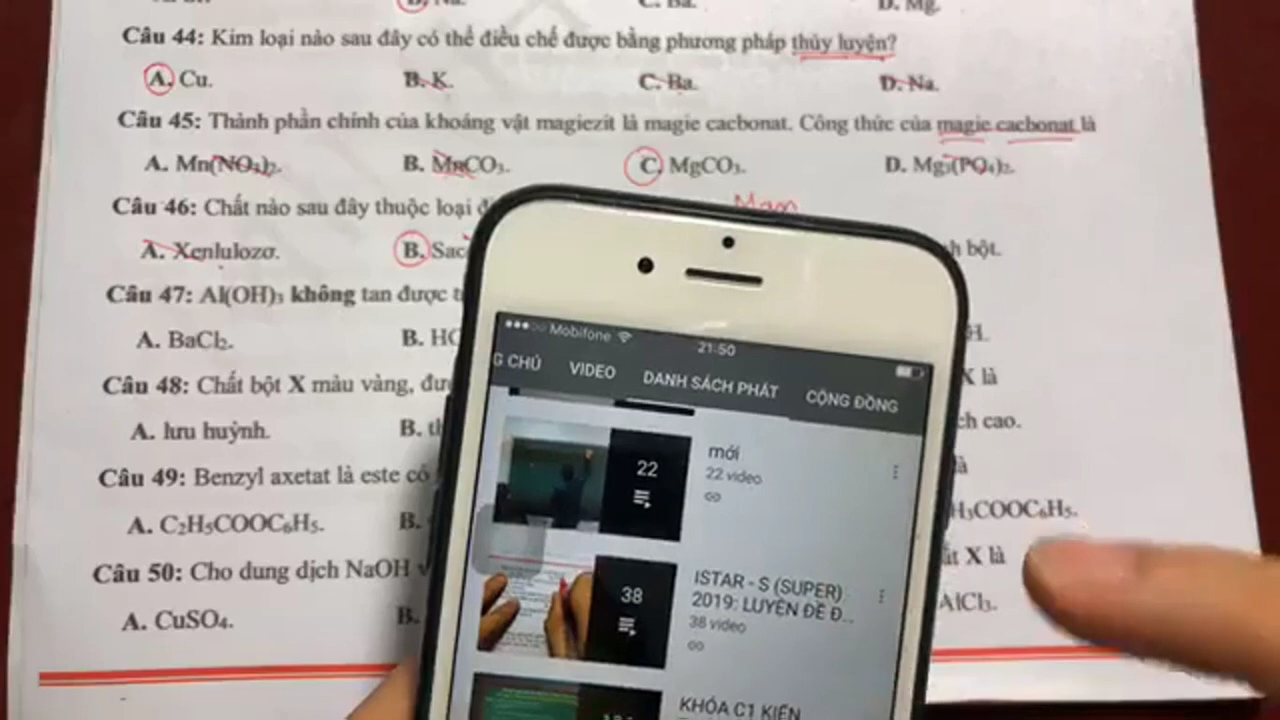 D. Mg.
Câu 44: Kim loại nào sau đây có thể điều chế được bằng phương pháp thủy luyện?
A. Cu. B. K. C. Ba. D. Na.
Câu 45: Thành phần chính của khoáng vật magiezit là magie cacbonat. Công thức của magie cacbonat là
A. Mn(NO₃)₂. B. MnCO₃. C. MgCO₃. D. Mg₃(PO₄)₂.
Câu 46: Chất nào sau đây thuộc loại
A. Xenlulozơ. B. Sac bột.
Câu 47: Al(OH)₃ không tan được
A. BaCl₂. B.
Câu 48: Chất bột X màu vàng, X là
A. lưu huỳnh. B. cao.
Câu 49: Benzyl axetat là este có là
A. C₂H₅COOC₆H₅. B. H₃COOC₆H₅.
Câu 50: Cho dung dịch NaOH X là
A. CuSO₄. B. AlCl₃.
Mobifone 21:50
G CHỦ VIDEO DANH SÁCH PHÁT CỘNG ĐỒNG
22
mới
22 video
38
ISTAR - S (SUPER)
2019: LUYỆN ĐỀ Đ...
38 video
KHÓA C1 KIẾN